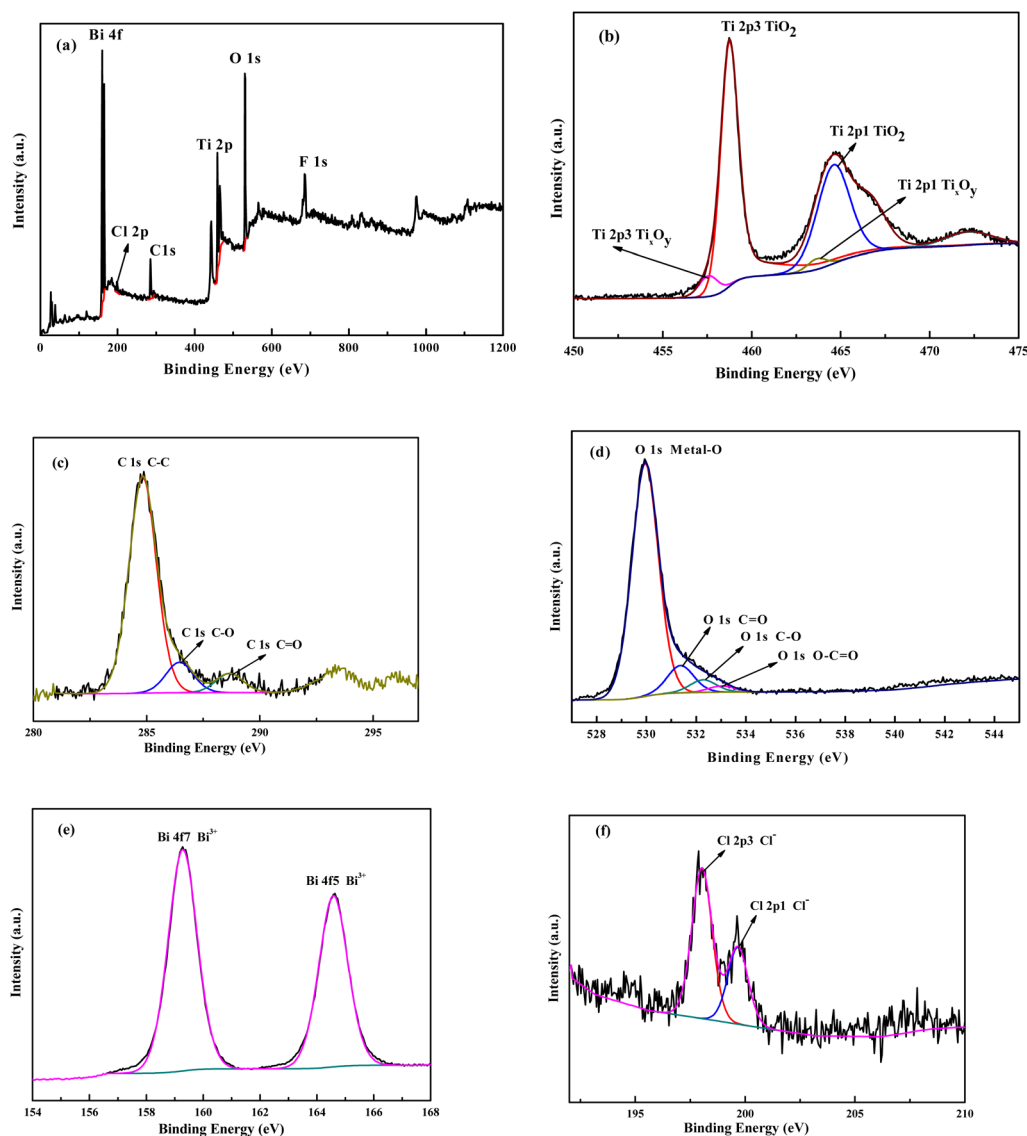 (a)
Bi 4f
O 1s
Ti 2p
F 1s
Cl 2p
C1s
Intensity (a.u.)
0 200 400 600 800 1000 1200
Binding Energy (eV)
(b)
Ti 2p3 TiO₂
Ti 2p1 TiO₂
Ti 2p1 TiₓOᵧ
Ti 2p3 TiₓOᵧ
Intensity (a.u.)
450 455 460 465 470 475
Binding Energy (eV)
(c)
C 1s C-C
C 1s C-O
C 1s C=O
Intensity (a.u.)
280 285 290 295
Binding Energy (eV)
(d)
O 1s Metal-O
O 1s C=O
O 1s C-O
O 1s O-C=O
Intensity (a.u.)
528 530 532 534 536 538 540 542 544
Binding Energy (eV)
(e)
Bi 4f7 Bi³⁺
Bi 4f5 Bi³⁺
Intensity (a.u.)
154 156 158 160 162 164 166 168
Binding Energy (eV)
(f)
Cl 2p3 Cl⁻
Cl 2p1 Cl⁻
Intensity (a.u.)
195 200 205 210
Binding Energy (eV)